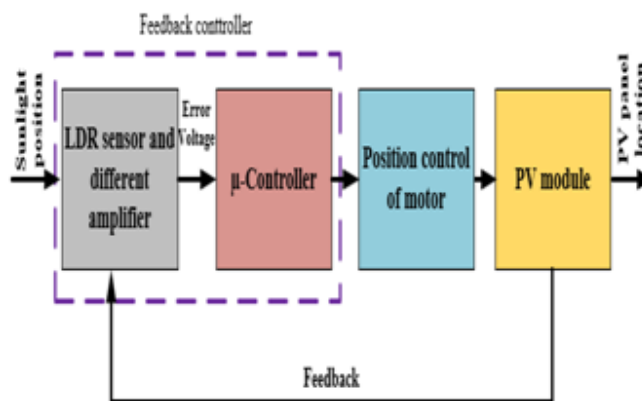 Feedback conttroller
Sunlight
position
LDR sensor and
different
amplifier
Error
Voltage
μ-Controller
Position control
of motor
PV module
PV panel
location
Feedback